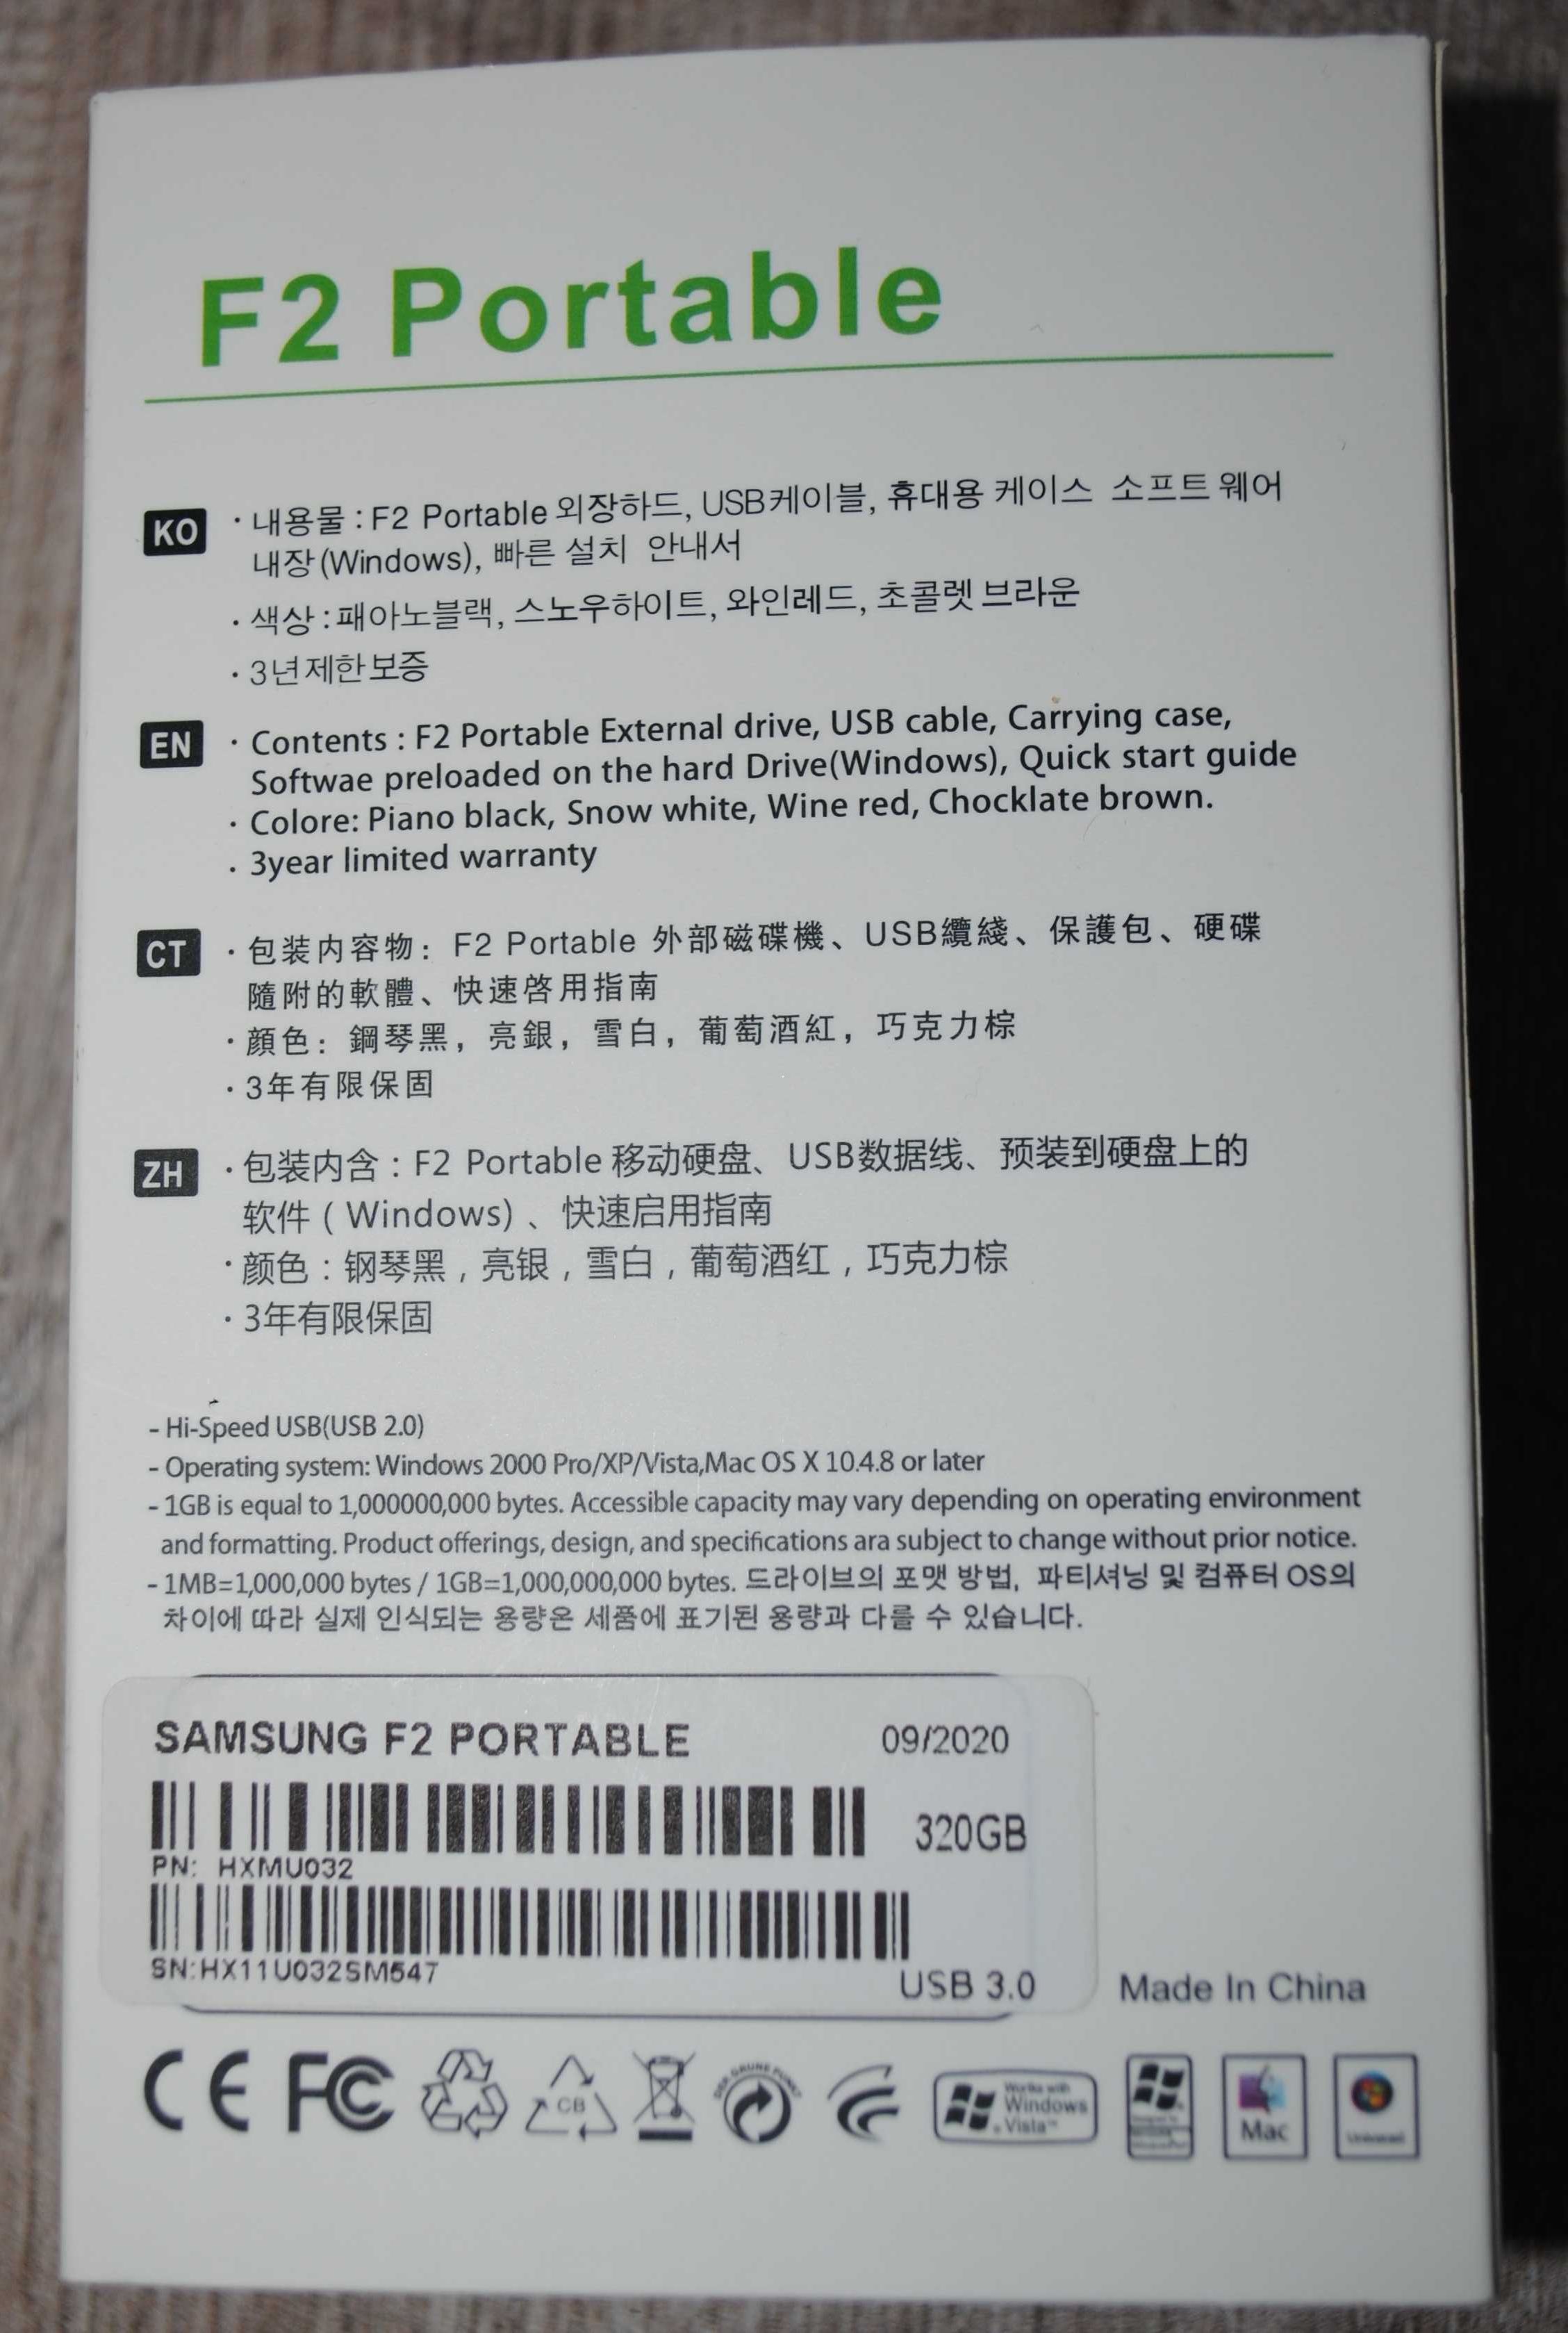 F2 Portable
KO
· 내용물 : F2 Portable 외장하드, USB케이블, 휴대용 케이스 소프트웨어
내장(Windows), 빠른 설치 안내서
· 색상 : 패아노블랙, 스노우하이트, 와인레드, 초콜렛 브라운
· 3년제한보증
EN
· Contents : F2 Portable External drive, USB cable, Carrying case,
Softwae preloaded on the hard Drive(Windows), Quick start guide
· Colore: Piano black, Snow white, Wine red, Chocklate brown.
· 3year limited warranty
CT
· 包装内容物：F2 Portable 外部磁碟機、USB纜綫、保護包、硬碟
隨附的軟體、快速啓用指南
· 顔色：鋼琴黑，亮銀，雪白，葡萄酒紅，巧克力棕
· 3年有限保固
ZH
· 包装内含：F2 Portable 移动硬盘、USB数据线、预装到硬盘上的
软件 ( Windows) 、快速启用指南
· 颜色：钢琴黑，亮银，雪白，葡萄酒红，巧克力棕
· 3年有限保固
- Hi-Speed USB(USB 2.0)
- Operating system: Windows 2000 Pro/XP/Vista,Mac OS X 10.4.8 or later
- 1GB is equal to 1,000000,000 bytes. Accessible capacity may vary depending on operating environment
and formatting. Product offerings, design, and specifications ara subject to change without prior notice.
- 1MB=1,000,000 bytes / 1GB=1,000,000,000 bytes. 드라이브의 포맷 방법, 파티셔닝 및 컴퓨터 OS의
차이에 따라 실제 인식되는 용량온 세품에 표기된 용량과 다를 수 있습니다.
SAMSUNG F2 PORTABLE 09/2020
320GB
PN: HXMU032
SN:HX11U032SM547
USB 3.0
Made In China
CE FC
CB
DER GRÜNE PUNKT
Works with
Windows
Vista™
Mac